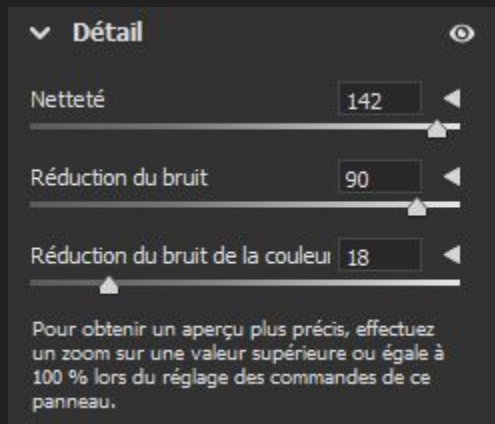 Détail
Netteté 142
Réduction du bruit 90
Réduction du bruit de la couleur 18
Pour obtenir un aperçu plus précis, effectuez
un zoom sur une valeur supérieure ou égale à
100 % lors du réglage des commandes de ce
panneau.